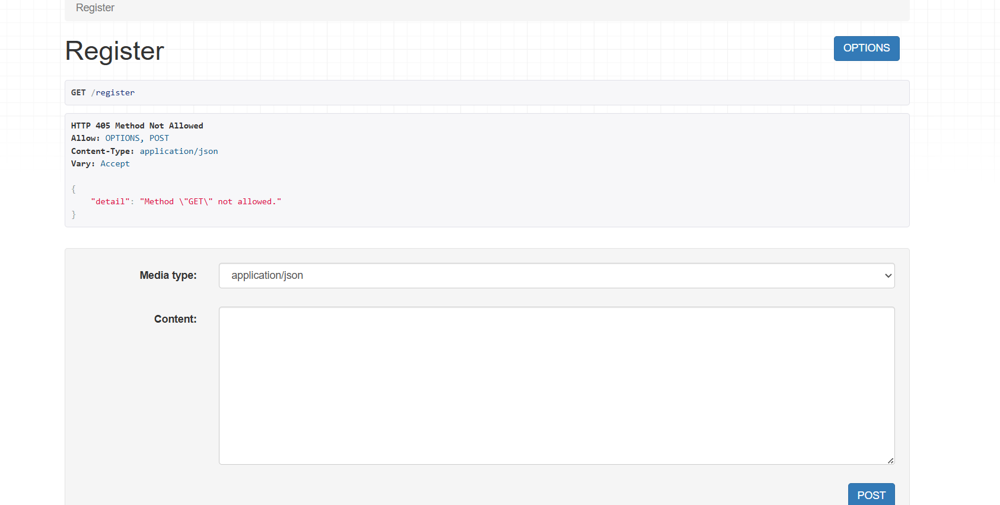 Register
Register
OPTIONS
GET /register
HTTP 405 Method Not Allowed
Allow: OPTIONS, POST
Content-Type: application/json
Vary: Accept
{
"detail": "Method \"GET\" not allowed."
}
Media type:
application/json
Content:
POST